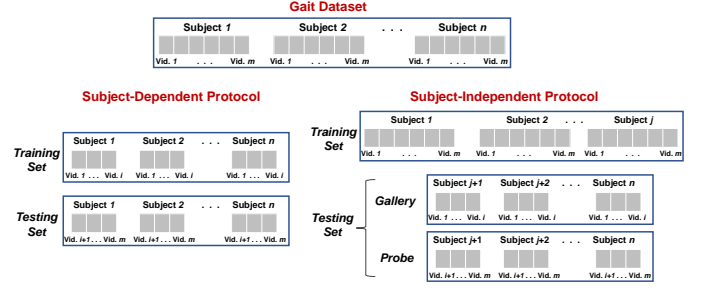 Gait Dataset
Subject 1 Subject 2 . . . Subject n
Vid. 1 . . . Vid. m Vid. 1 . . . Vid. m Vid. 1 . . . Vid. m
Subject-Dependent Protocol
Training Set
Subject 1 Subject 2 . . . Subject n
Vid. 1 . . . Vid. i Vid. 1 . . . Vid. i Vid. 1 . . . Vid. i
Testing Set
Subject 1 Subject 2 . . . Subject n
Vid. i+1 . . . Vid. m Vid. i+1 . . . Vid. m Vid. i+1 . . . Vid. m
Subject-Independent Protocol
Training Set
Subject 1 Subject 2 . . . Subject j
Vid. 1 . . . Vid. m Vid. 1 . . . Vid. m Vid. 1 . . . Vid. m
Testing Set
Gallery
Subject j+1 Subject j+2 . . . Subject n
Vid. 1 . . . Vid. i Vid. 1 . . . Vid. i Vid. 1 . . . Vid. i
Probe
Subject j+1 Subject j+2 . . . Subject n
Vid. i+1 . . . Vid. m Vid. i+1 . . . Vid. m Vid. i+1 . . . Vid. m